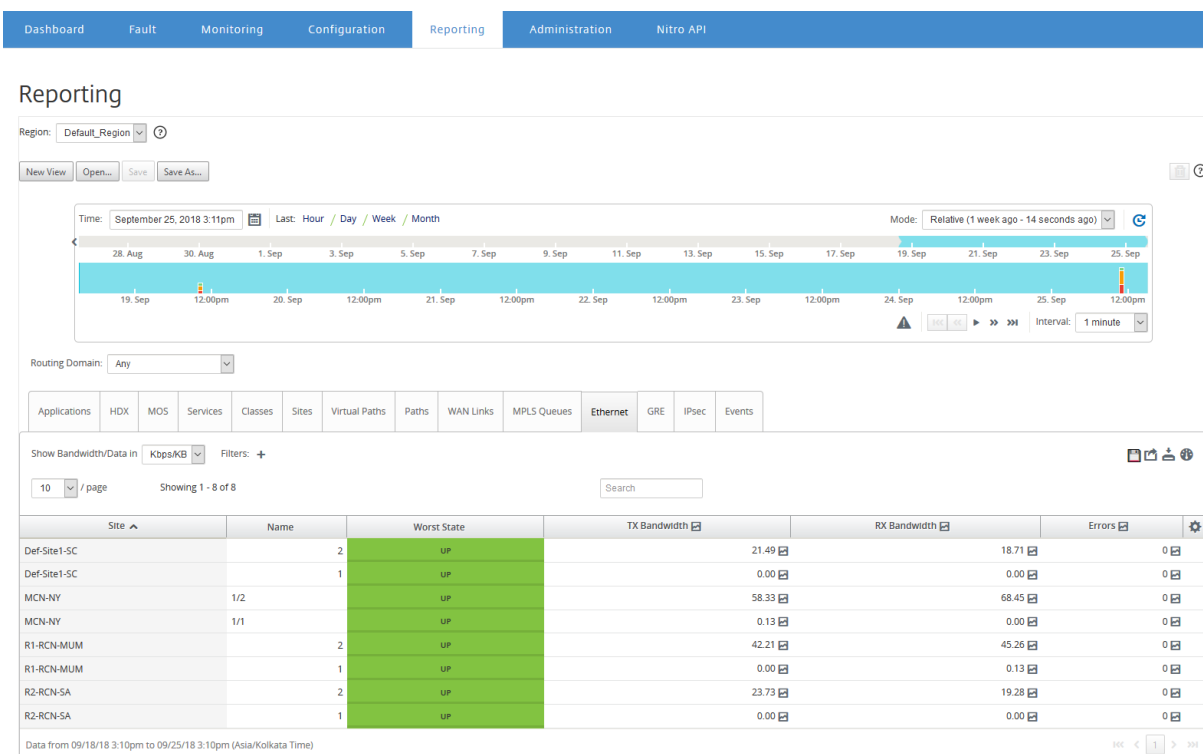 Dashboard Fault Monitoring Configuration Reporting Administration Nitro API
Reporting
Region: Default_Region ?
New View Open... Save Save As... ?
Time: September 25, 2018 3:11pm Last: Hour / Day / Week / Month Mode: Relative (1 week ago - 14 seconds ago)
28. Aug 30. Aug 1. Sep 3. Sep 5. Sep 7. Sep 9. Sep 11. Sep 13. Sep 15. Sep 17. Sep 19. Sep 21. Sep 23. Sep 25. Sep
19. Sep 12:00pm 20. Sep 12:00pm 21. Sep 12:00pm 22. Sep 12:00pm 23. Sep 12:00pm 24. Sep 12:00pm 25. Sep 12:00pm
Interval: 1 minute
Routing Domain: Any
Applications HDX MOS Services Classes Sites Virtual Paths Paths WAN Links MPLS Queues Ethernet GRE IPsec Events
Show Bandwidth/Data in Kbps/KB Filters: +
10 / page Showing 1 - 8 of 8 Search
Site Name Worst State TX Bandwidth RX Bandwidth Errors
Def-Site1-SC 2 UP 21.49 18.71 0
Def-Site1-SC 1 UP 0.00 0.00 0
MCN-NY 1/2 UP 58.33 68.45 0
MCN-NY 1/1 UP 0.13 0.00 0
R1-RCN-MUM 2 UP 42.21 45.26 0
R1-RCN-MUM 1 UP 0.00 0.13 0
R2-RCN-SA 2 UP 23.73 19.28 0
R2-RCN-SA 1 UP 0.00 0.00 0
Data from 09/18/18 3:10pm to 09/25/18 3:10pm (Asia/Kolkata Time) 1